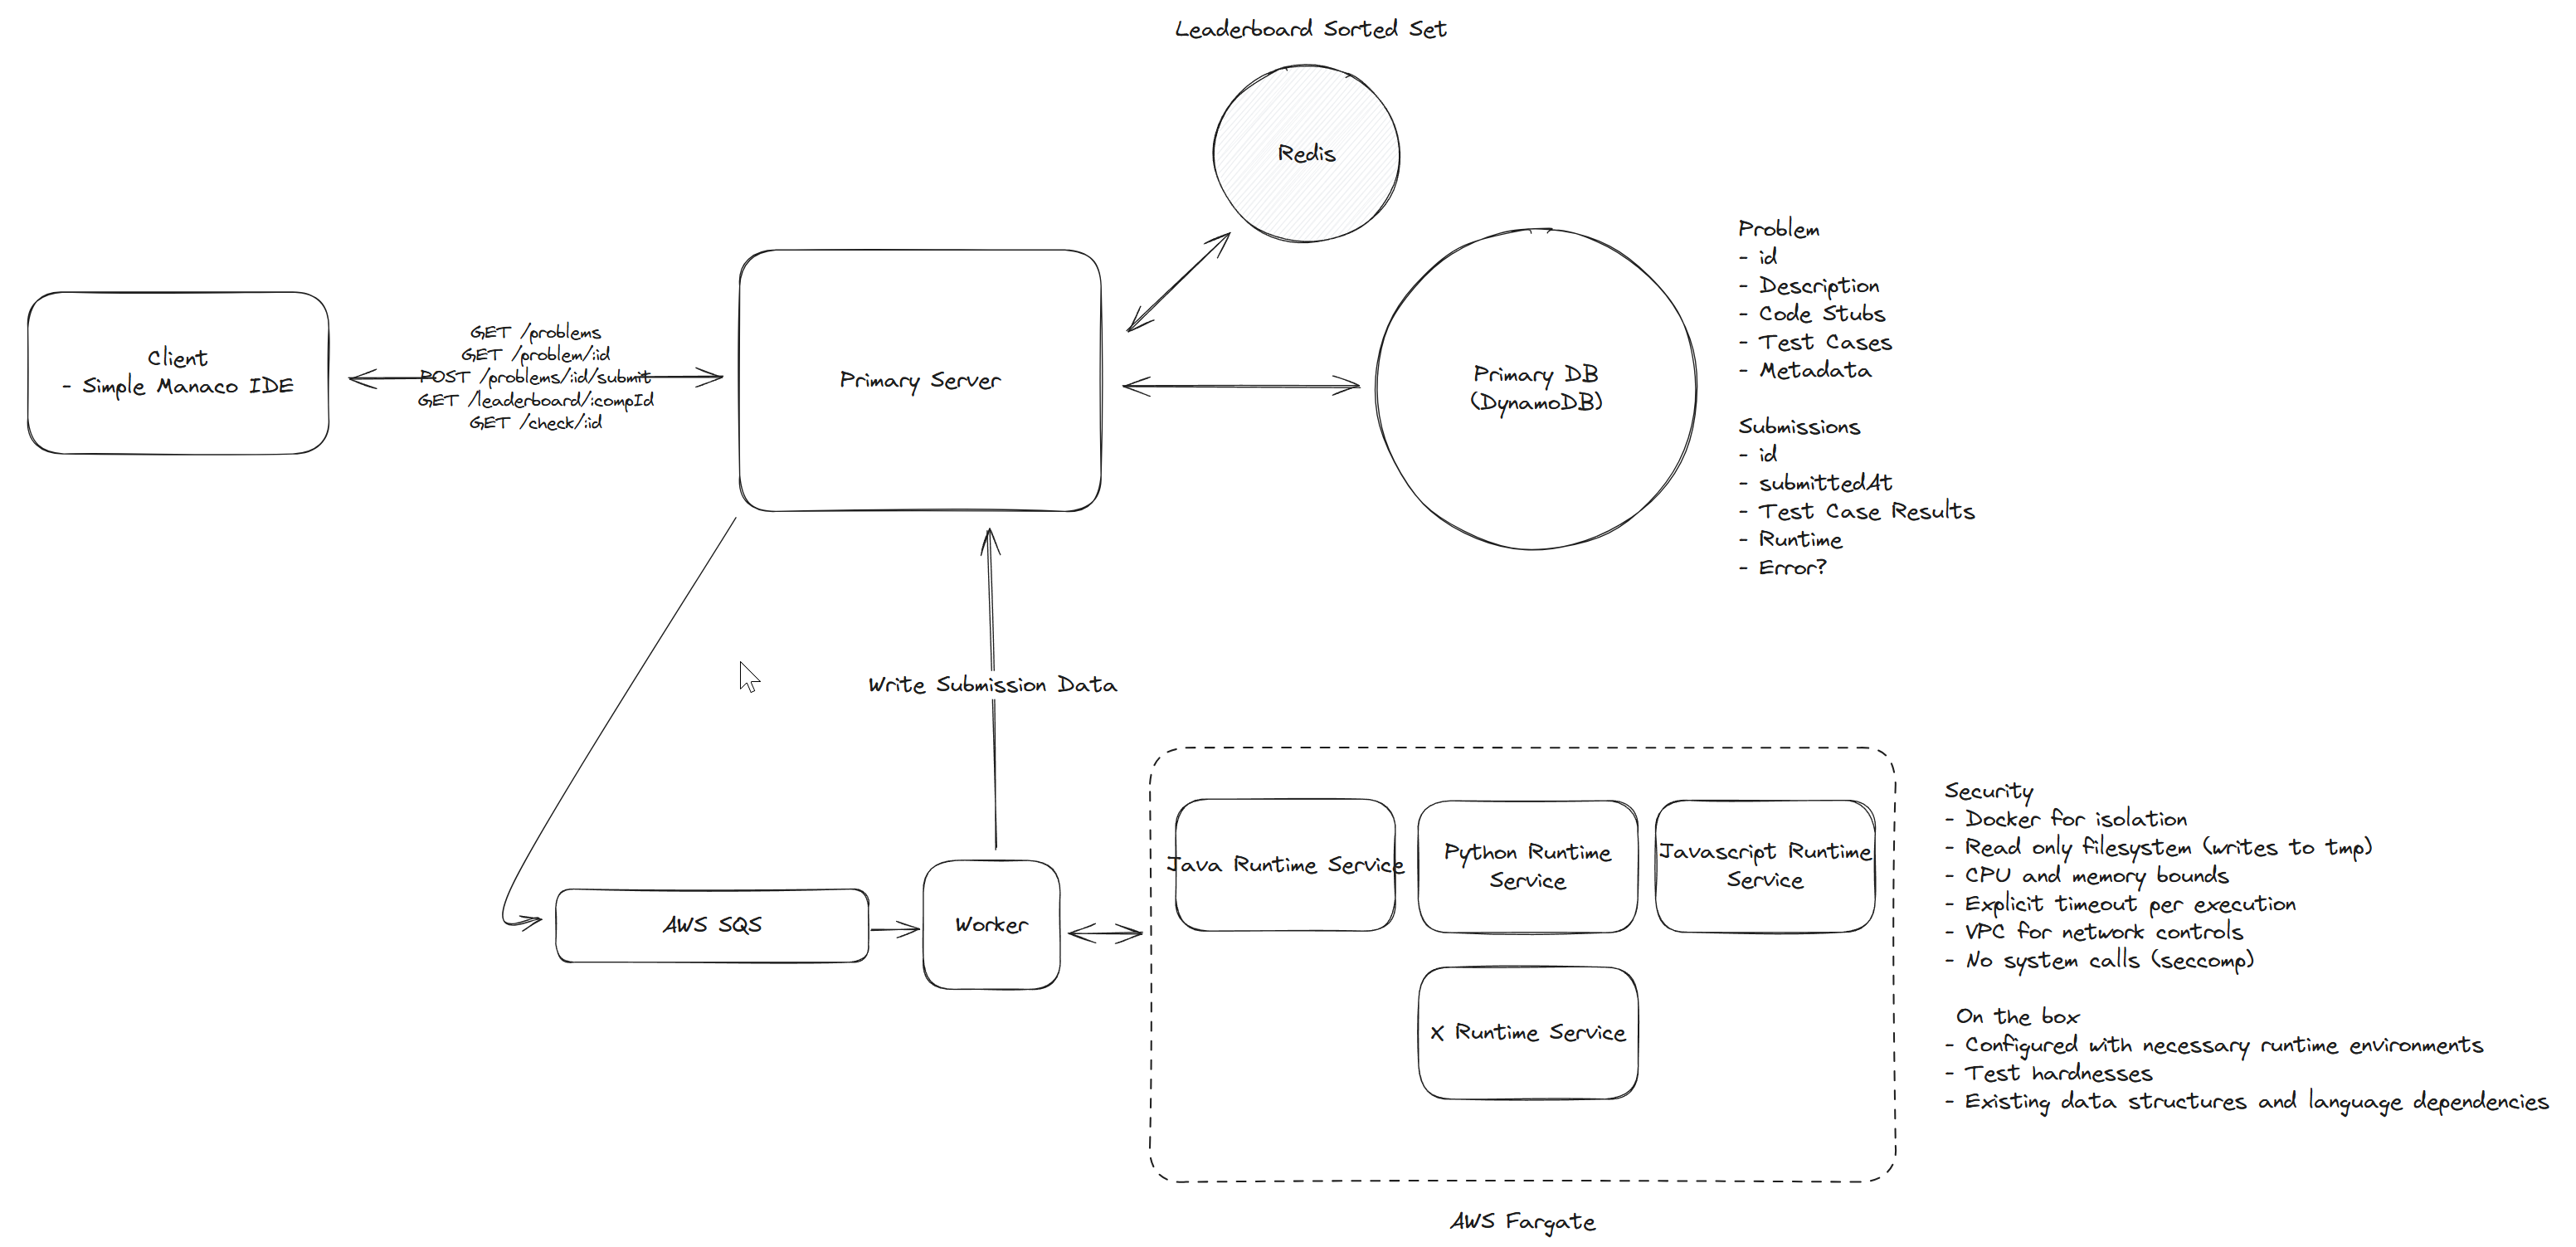 Leaderboard Sorted Set
Redis
Client
- Simple Manaco IDE
GET /problems
GET /problem/:id
POST /problems/:id/submit
GET /leaderboard/:compId
GET /check/:id
Primary Server
Primary DB
(DynamoDB)
Problem
- id
- Description
- Code Stubs
- Test Cases
- Metadata
Submissions
- id
- submittedAt
- Test Case Results
- Runtime
- Error?
Write Submission Data
AWS SQS
Worker
Java Runtime Service
Python Runtime
Service
Javascript Runtime
Service
X Runtime Service
AWS Fargate
Security
- Docker for isolation
- Read only filesystem (writes to tmp)
- CPU and memory bounds
- Explicit timeout per execution
- VPC for network controls
- No system calls (seccomp)
On the box
- Configured with necessary runtime environments
- Test hardnesses
- Existing data structures and language dependencies